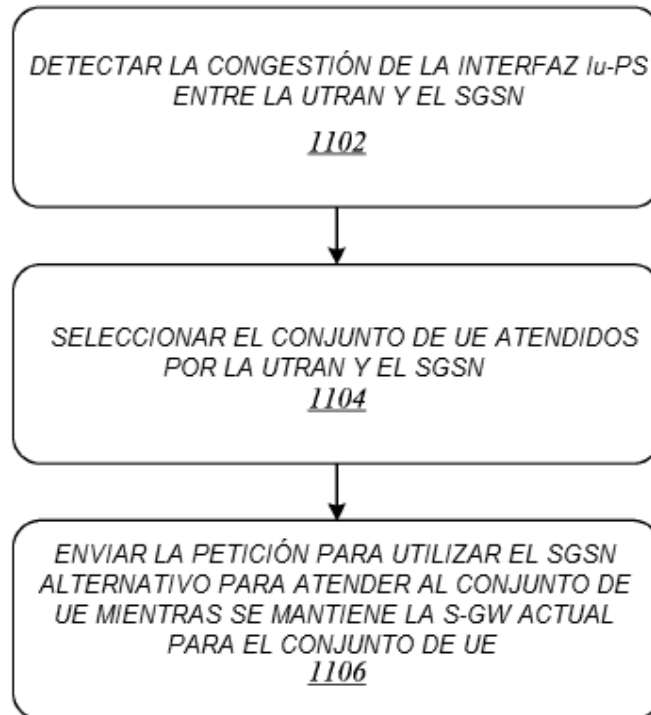 DETECTAR LA CONGESTIÓN DE LA INTERFAZ Iu-PS
ENTRE LA UTRAN Y EL SGSN
1102
SELECCIONAR EL CONJUNTO DE UE ATENDIDOS
POR LA UTRAN Y EL SGSN
1104
ENVIAR LA PETICIÓN PARA UTILIZAR EL SGSN
ALTERNATIVO PARA ATENDER AL CONJUNTO DE
UE MIENTRAS SE MANTIENE LA S-GW ACTUAL
PARA EL CONJUNTO DE UE
1106